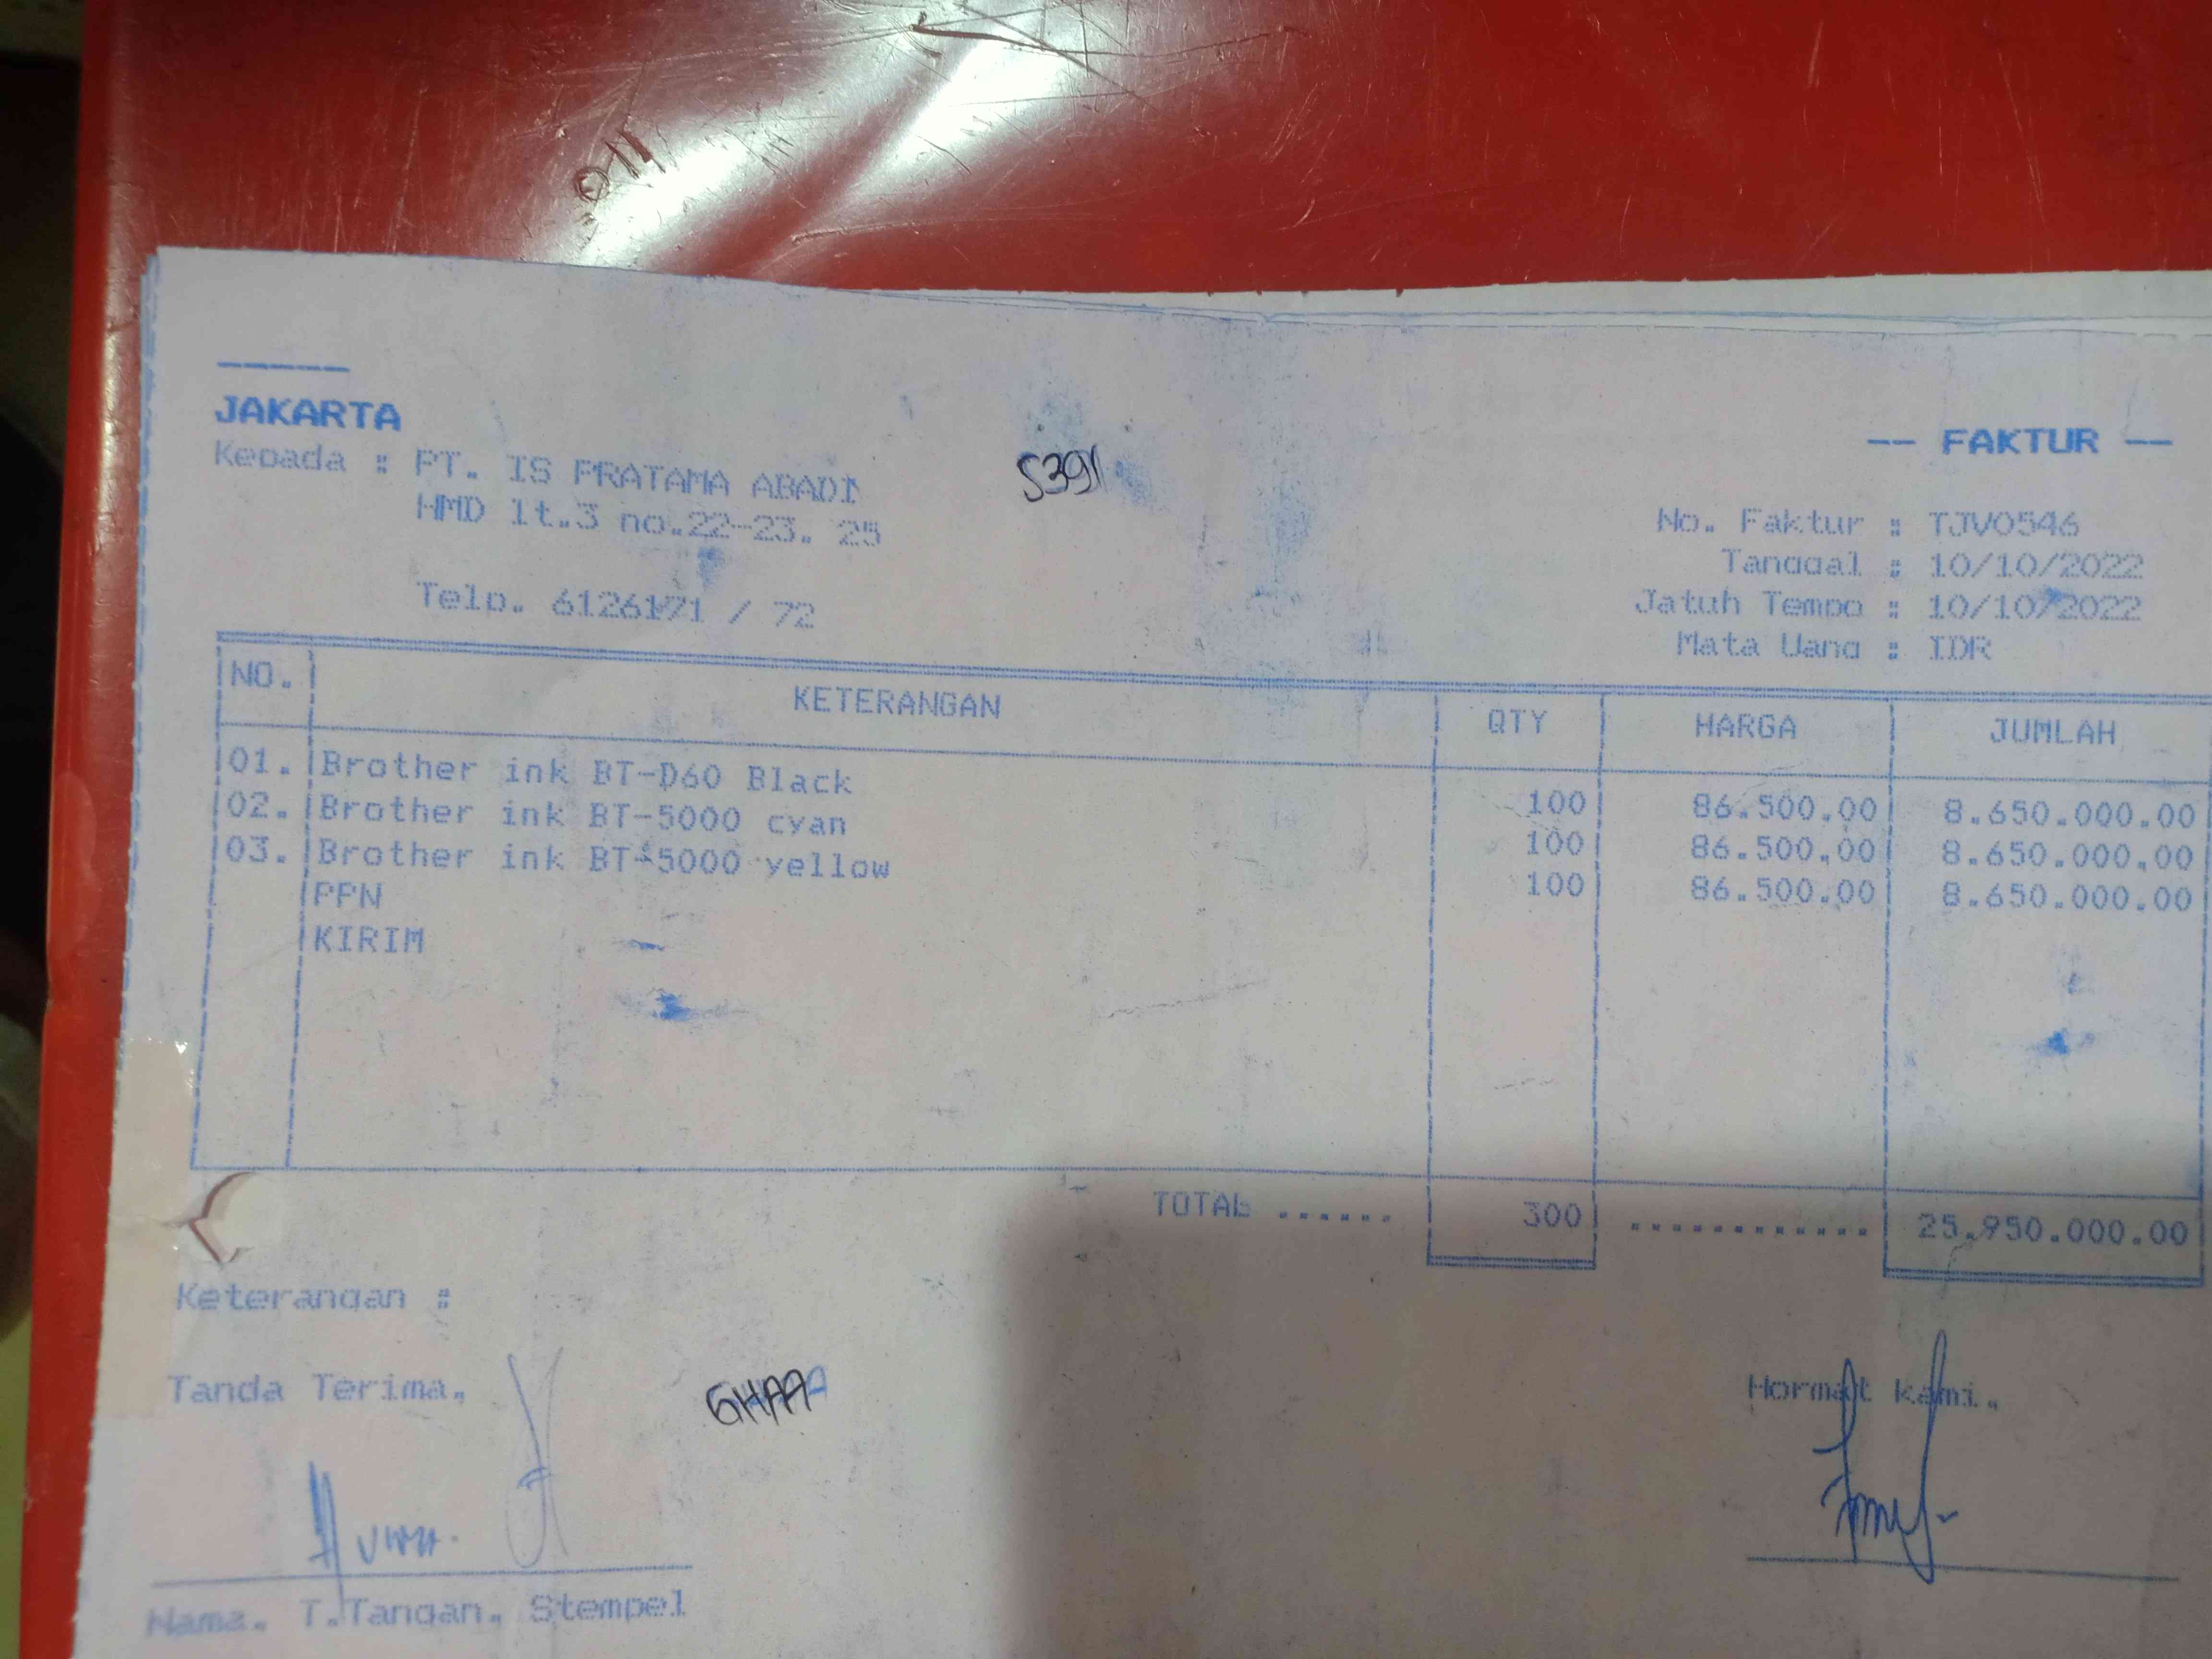 JAKARTA
-- FAKTUR --
Kepada : PT. IS PRATAMA ABADI
HMD lt.3 no.22-23. 25
5391
Telp. 6126171 / 72
No. Faktur : TJV0546
Tanggal : 10/10/2022
Jatuh Tempo : 10/10/2022
Mata Uang : IDR
NO. KETERANGAN QTY HARGA JUMLAH
01. Brother ink BT-D60 Black 100 86.500.00 8.650.000.00
02. Brother ink BT-5000 cyan 100 86.500.00 8.650.000.00
03. Brother ink BT-5000 yellow 100 86.500.00 8.650.000.00
PPN
KIRIM
TOTAL ...... 300 ............ 25.950.000.00
Keterangan :
Tanda Terima.
Hormat Kami.
Nama. T.Tangan. Stempel